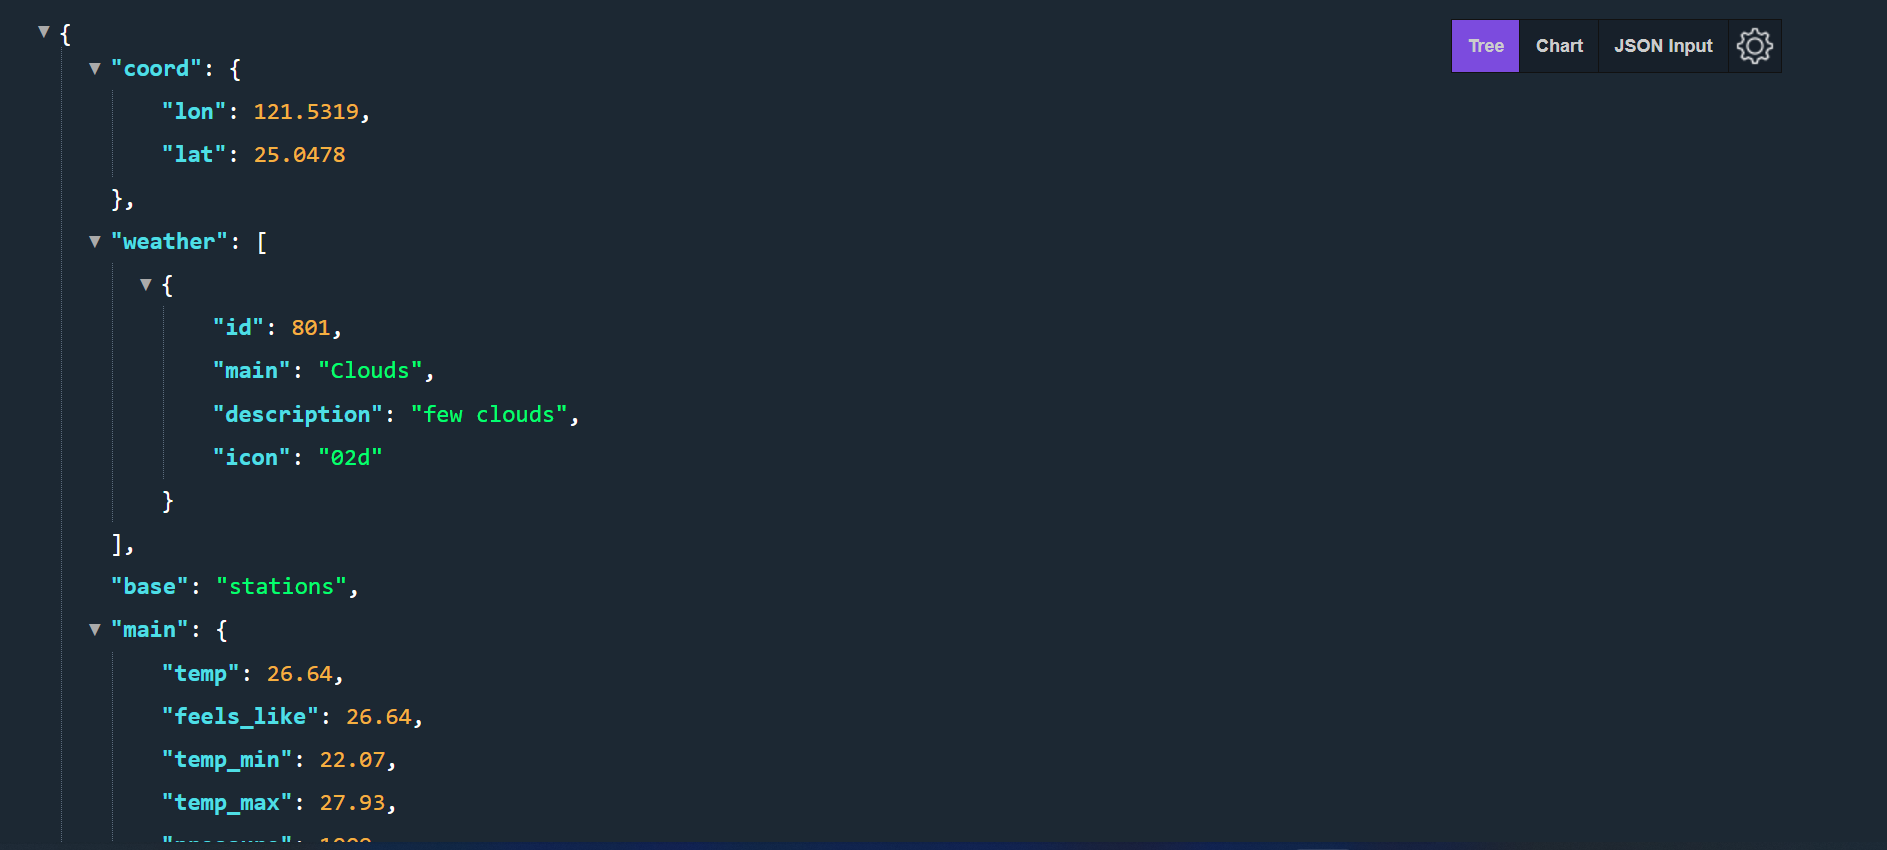 {
Tree Chart JSON Input
"coord": {
"lon": 121.5319,
"lat": 25.0478
},
"weather": [
{
"id": 801,
"main": "Clouds",
"description": "few clouds",
"icon": "02d"
}
],
"base": "stations",
"main": {
"temp": 26.64,
"feels_like": 26.64,
"temp_min": 22.07,
"temp_max": 27.93,